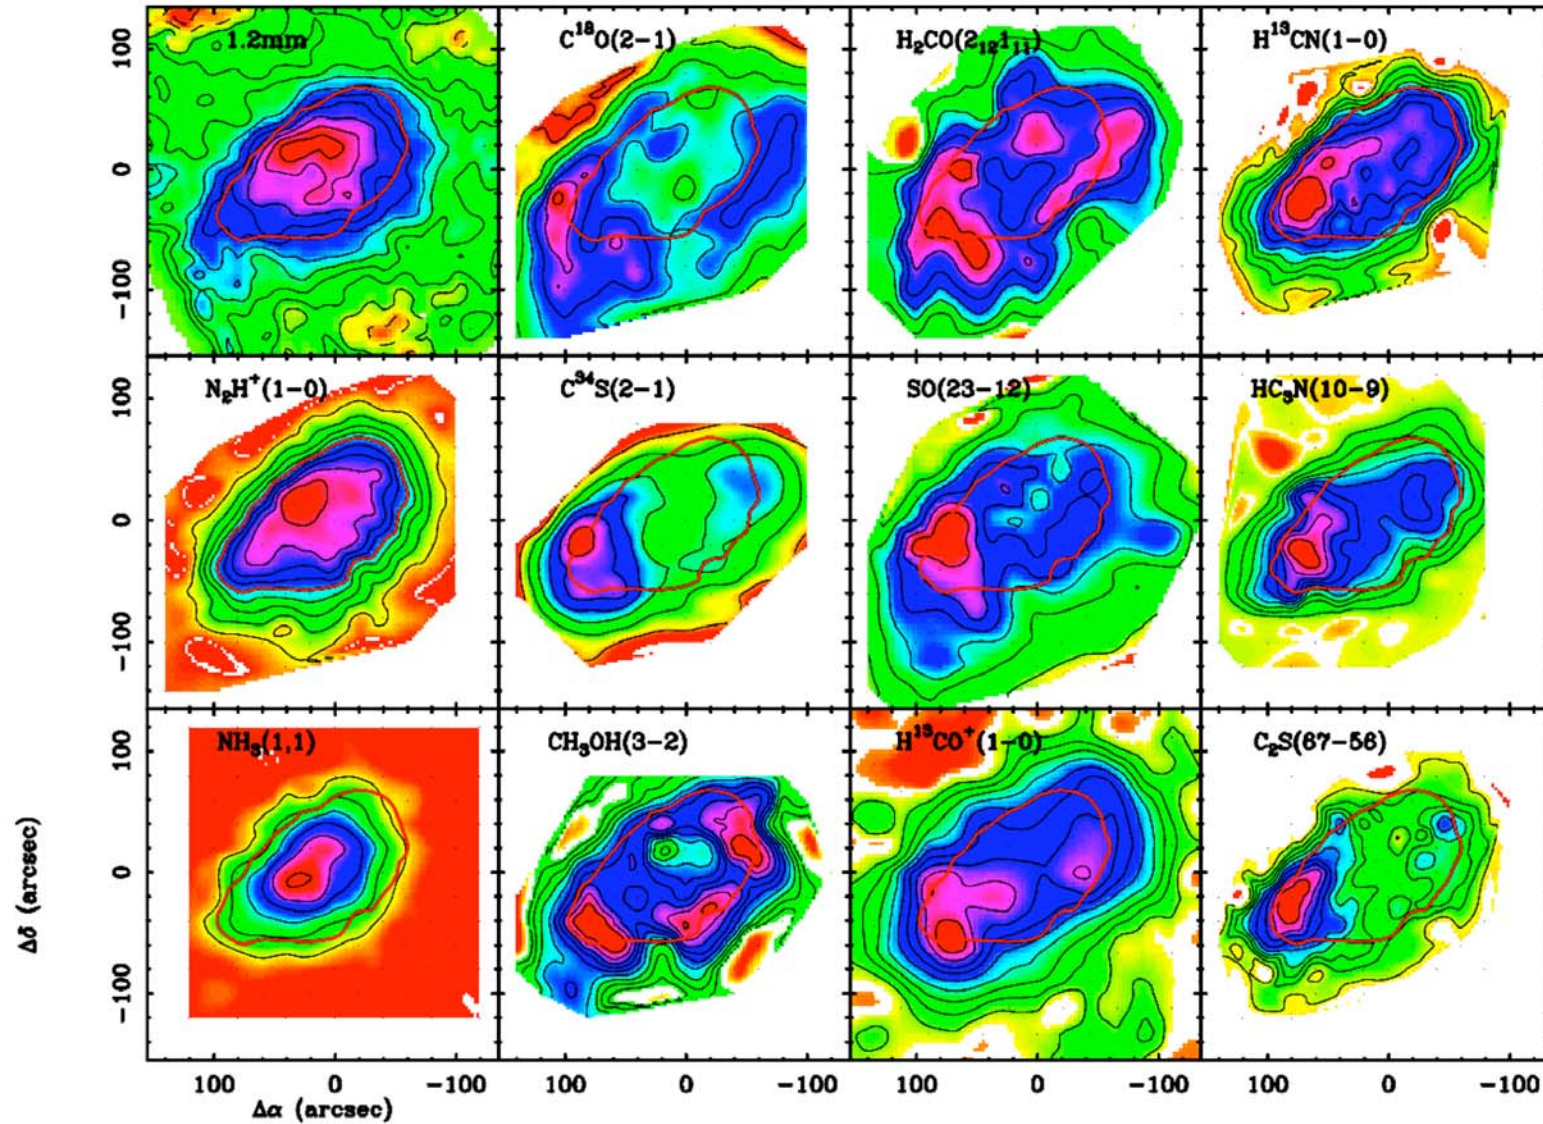 1.2mm
C¹⁸O(2−1)
H₂CO(2₁₂1₁₁)
H¹³CN(1−0)
100
0
−100
N₂H⁺(1−0)
C³⁴S(2−1)
SO(23−12)
HC₃N(10−9)
100
0
−100
NH₃(1,1)
CH₃OH(3−2)
H¹³CO⁺(1−0)
C₂S(67−56)
100
0
−100
Δδ (arcsec)
100 0 −100
100 0 −100
100 0 −100
100 0 −100
Δα (arcsec)